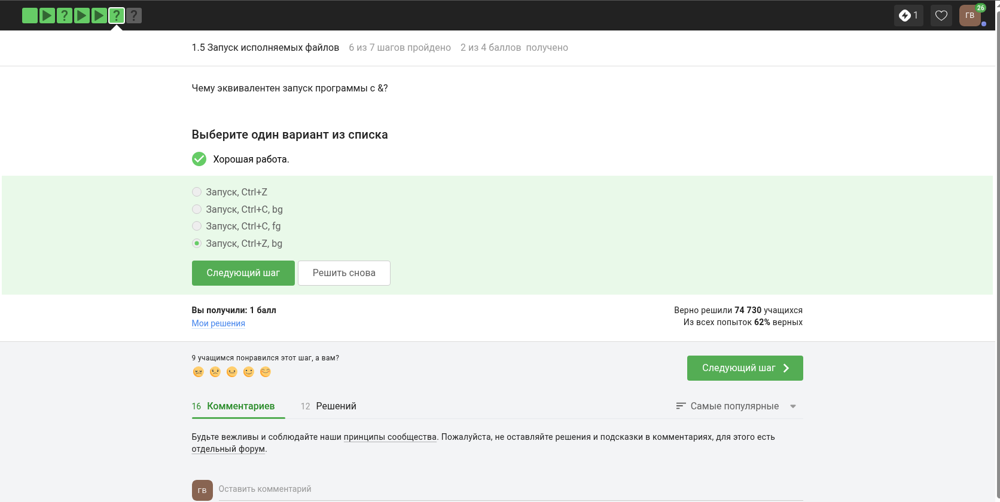 ? ? ?
1
ГВ
26
1.5 Запуск исполняемых файлов 6 из 7 шагов пройдено 2 из 4 баллов получено
Чему эквивалентен запуск программы с &?
Выберите один вариант из списка
Хорошая работа.
Запуск, Ctrl+Z
Запуск, Ctrl+C, bg
Запуск, Ctrl+C, fg
Запуск, Ctrl+Z, bg
Следующий шаг Решить снова
Вы получили: 1 балл
Мои решения
Верно решили 74 730 учащихся
Из всех попыток 62% верных
9 учащимся понравился этот шаг, а вам?
Следующий шаг
16 Комментариев 12 Решений Самые популярные
Будьте вежливы и соблюдайте наши принципы сообщества. Пожалуйста, не оставляйте решения и подсказки в комментариях, для этого есть
отдельный форум.
ГВ Оставить комментарий